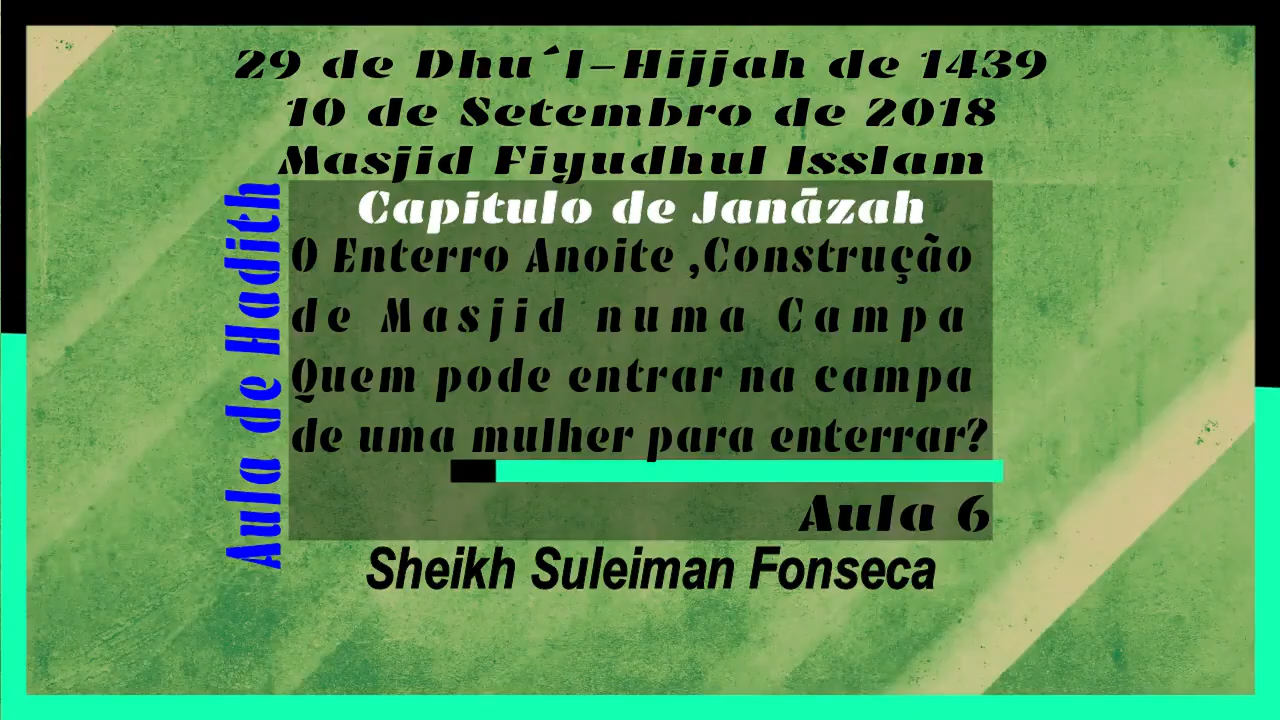 29 de Dhu´l-Hijjah de 1439
10 de Setembro de 2018
Masjid Fiyudhul Isslam
Aula de Hadith
Capitulo de Janāzah
O Enterro Anoite ,Construção
de Masjid numa Campa
Quem pode entrar na campa
de uma mulher para enterrar?
Aula 6
Sheikh Suleiman Fonseca